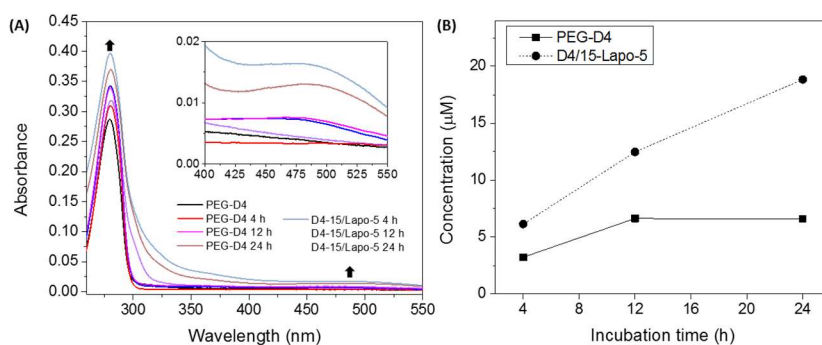 (A)
0.45
0.40
0.35
0.30
0.25
0.20
0.15
0.10
0.05
0.00
Absorbance
300
350
400
450
500
550
Wavelength (nm)
0.02
0.01
0.00
400 425 450 475 500 525 550
PEG-D4
PEG-D4 4 h
PEG-D4 12 h
PEG-D4 24 h
D4-15/Lapo-5 4 h
D4-15/Lapo-5 12 h
D4-15/Lapo-5 24 h
(B)
PEG-D4
D4/15-Lapo-5
20
15
10
5
0
Concentration (μM)
4 8 12 16 20 24
Incubation time (h)